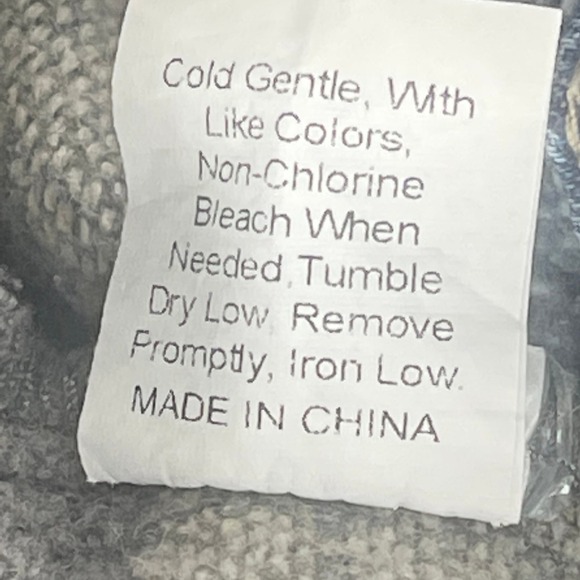 Cold Gentle, With
Like Colors,
Non-Chlorine
Bleach When
Needed, Tumble
Dry Low, Remove
Promptly, Iron Low.
MADE IN CHINA